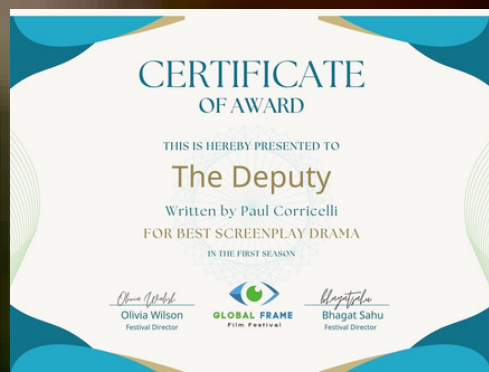 CERTIFICATE
OF AWARD
THIS IS HEREBY PRESENTED TO
The Deputy
Written by Paul Corricelli
FOR BEST SCREENPLAY DRAMA
IN THE FIRST SEASON
Olivia Wilson
Festival Director
GLOBAL FRAME
Film Festival
bhagatsahu
Bhagat Sahu
Festival Director